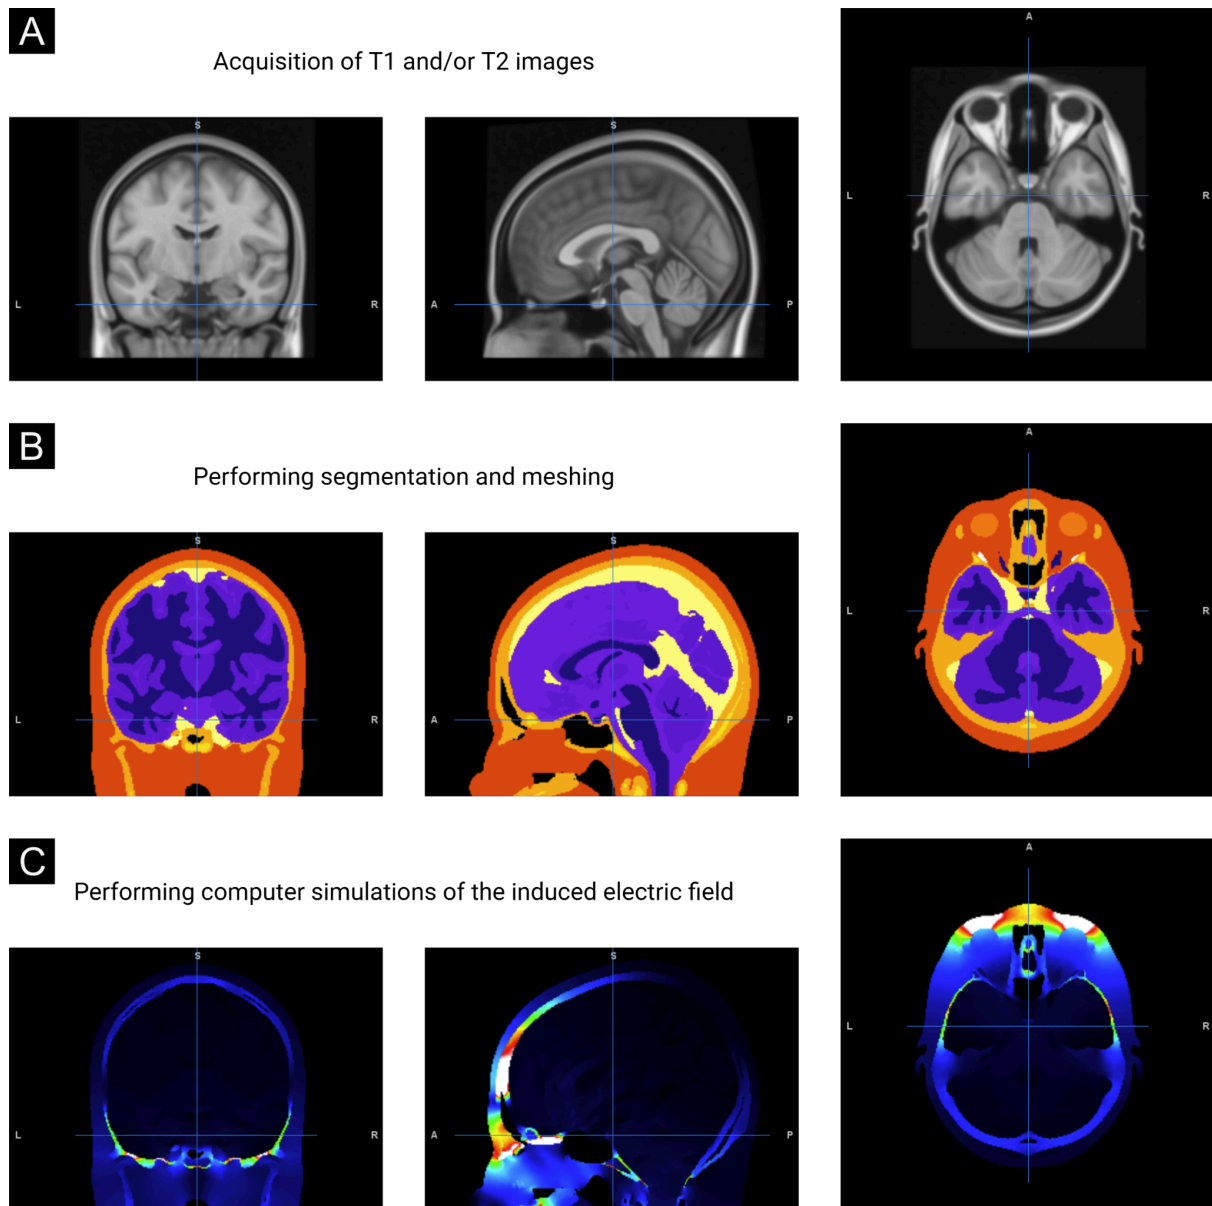 A
Acquisition of T1 and/or T2 images
S
L
R
S
A
P
A
L
R
B
Performing segmentation and meshing
S
L
R
S
A
P
A
L
R
C
Performing computer simulations of the induced electric field
S
L
R
S
A
P
A
L
R